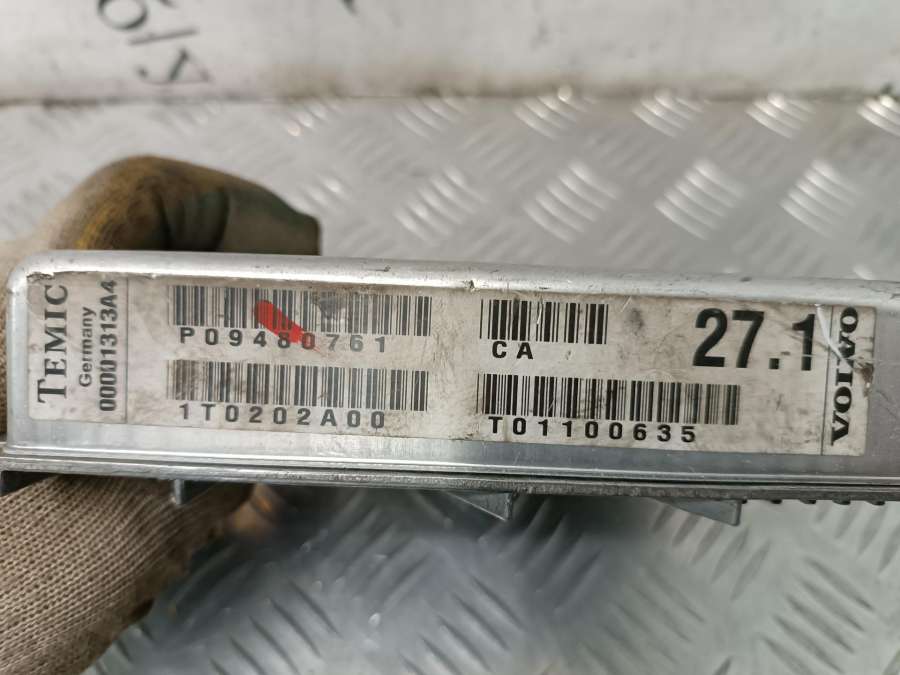 TEMIC
Germany
00001313A4
P09480761
1T0202A00
CA
T01100635
27.1
VOLVO